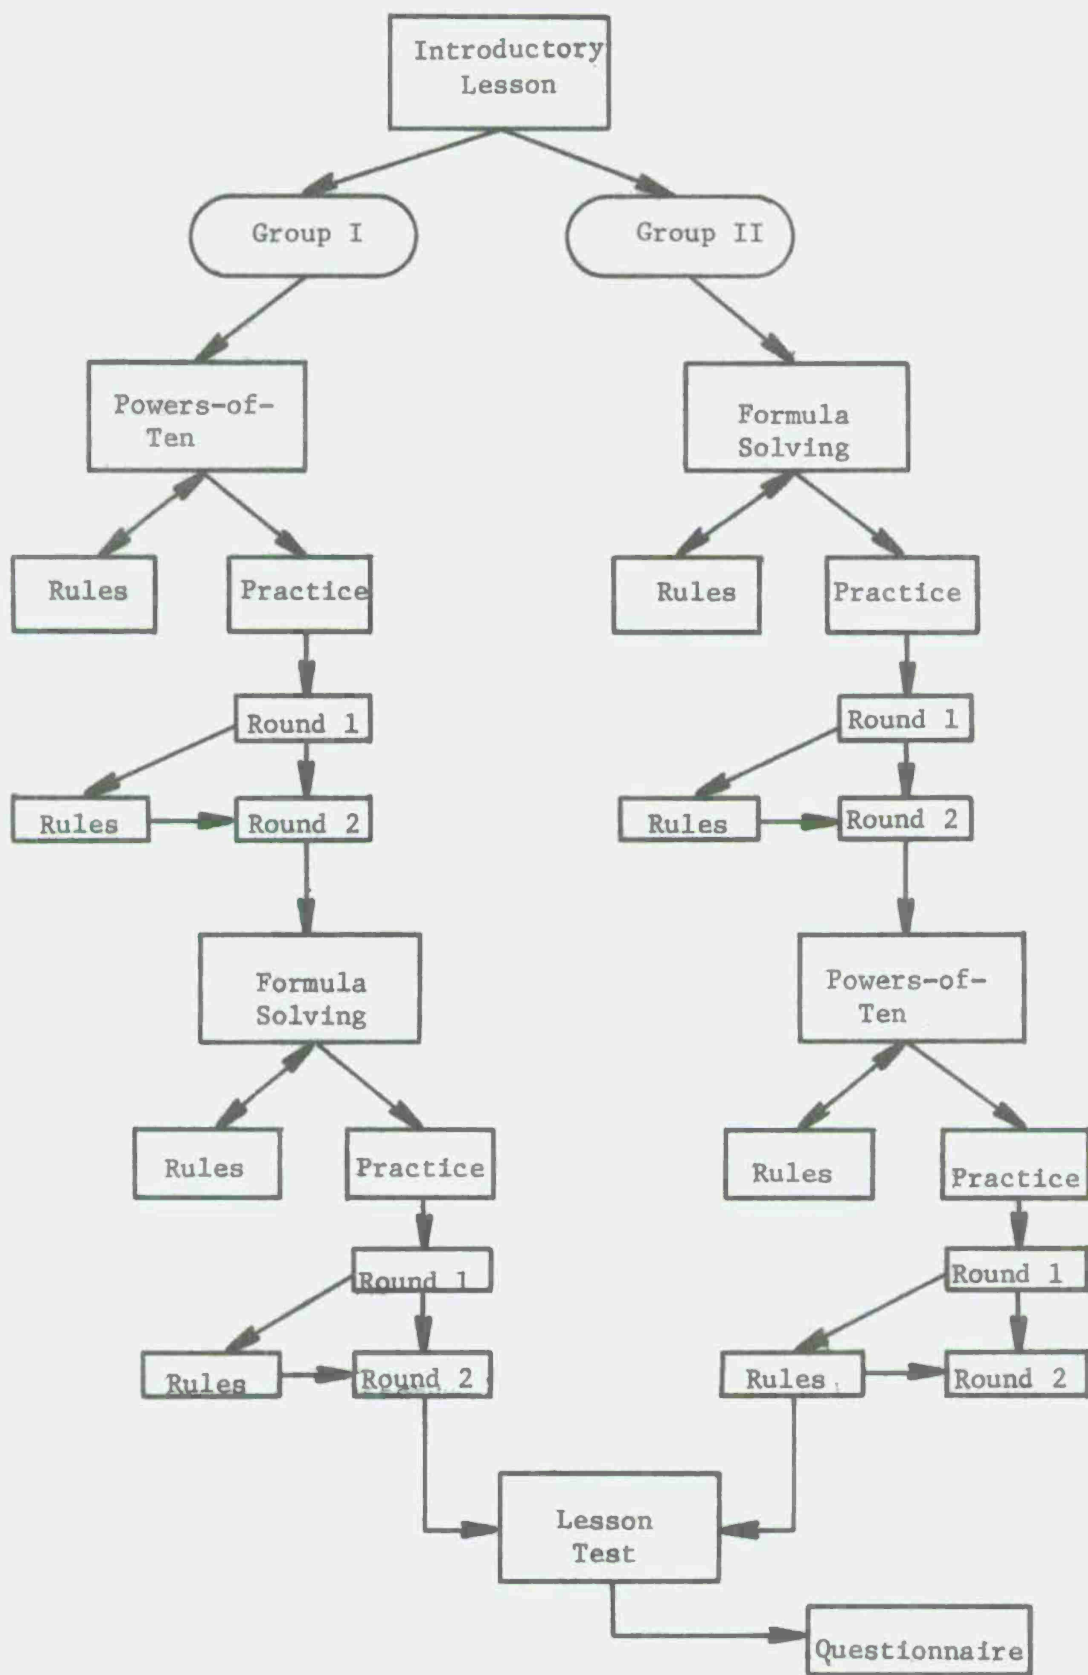 Introductory
Lesson
Group I
Group II
Powers-of-
Ten
Formula
Solving
Rules
Practice
Rules
Practice
Round 1
Round 1
Rules
Round 2
Rules
Round 2
Formula
Solving
Powers-of-
Ten
Rules
Practice
Rules
Practice
Round 1
Round 1
Rules
Round 2
Rules
Round 2
Lesson
Test
Questionnaire